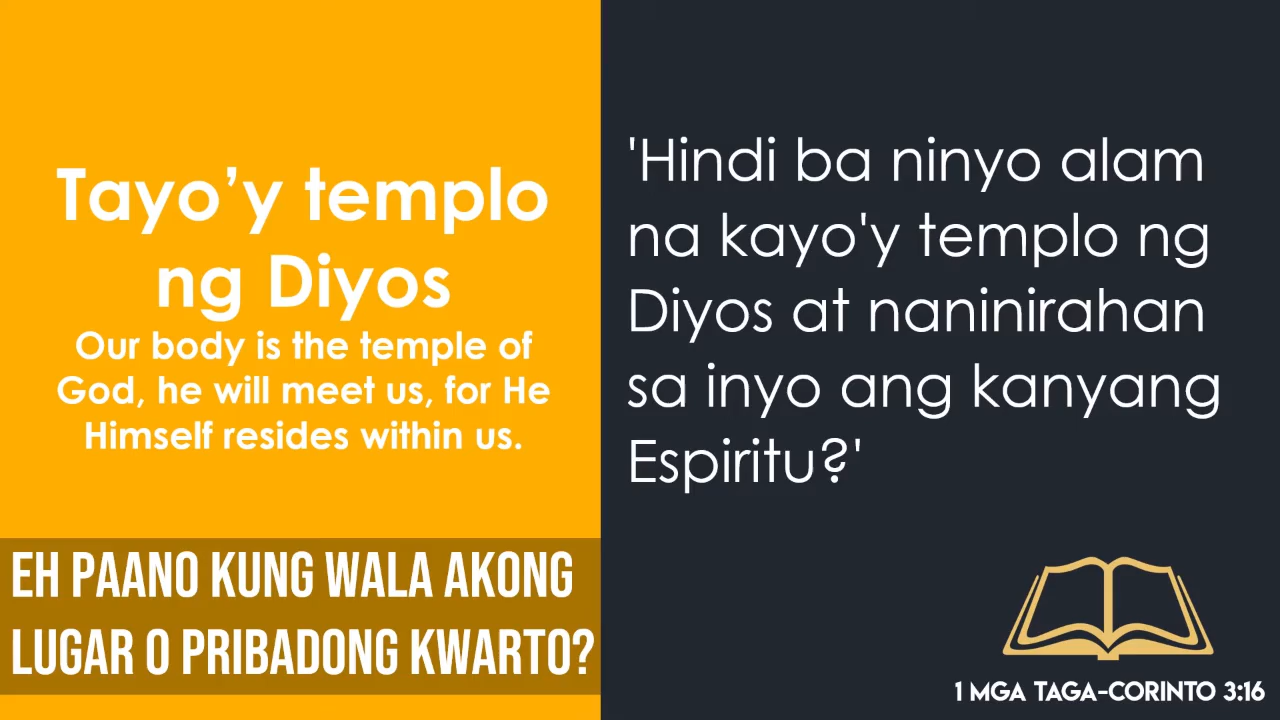 Tayo’y templo
ng Diyos
Our body is the temple of
God, he will meet us, for He
Himself resides within us.
EH PAANO KUNG WALA AKONG
LUGAR O PRIBADONG KWARTO?
'Hindi ba ninyo alam
na kayo'y templo ng
Diyos at naninirahan
sa inyo ang kanyang
Espiritu?'
1 MGA TAGA-CORINTO 3:16